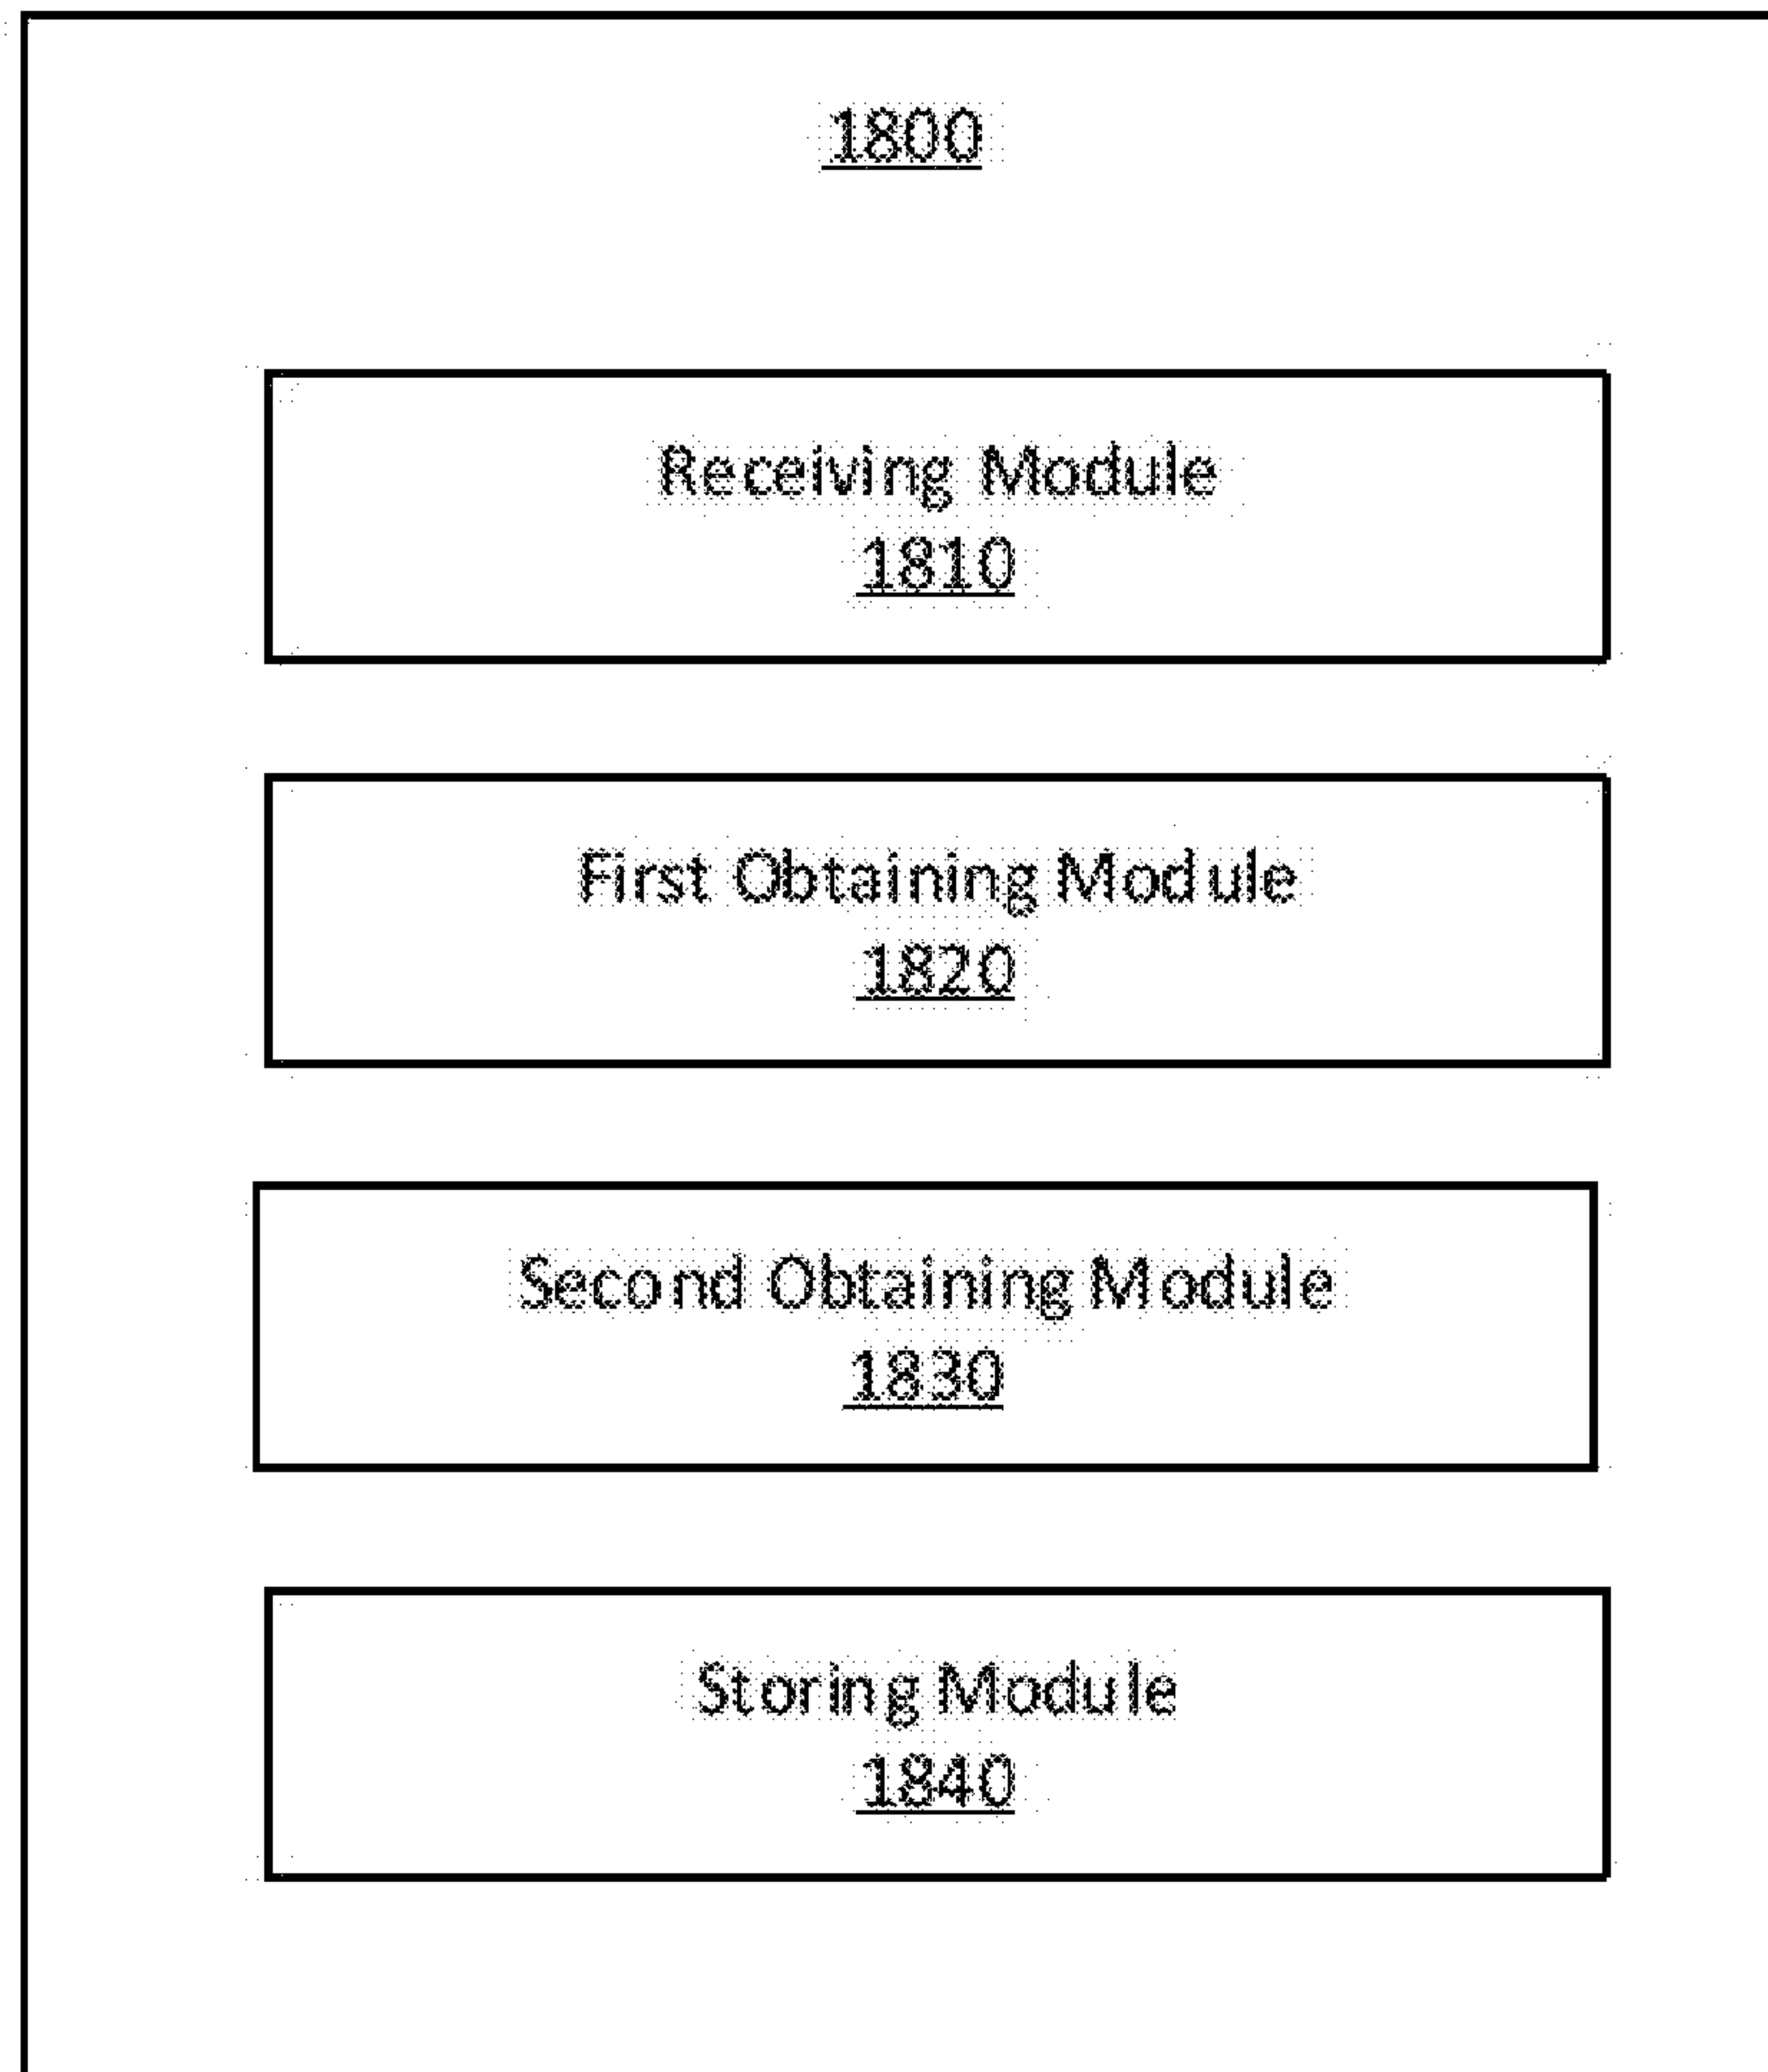 1800
Receiving Module
1810
First Obtaining Module
1820
Second Obtaining Module
1830
Storing Module
1840